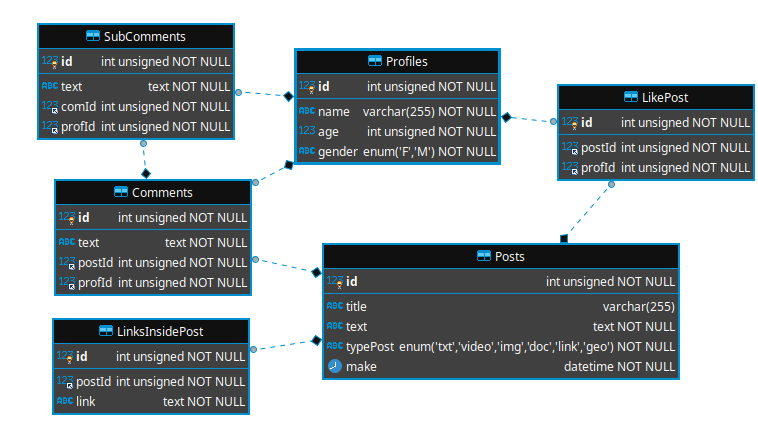 SubComments
123 id int unsigned NOT NULL
ABC text text NOT NULL
123 comId int unsigned NOT NULL
123 profId int unsigned NOT NULL
Profiles
123 id int unsigned NOT NULL
ABC name varchar(255) NOT NULL
123 age int unsigned NOT NULL
ABC gender enum('F','M') NOT NULL
LikePost
123 id int unsigned NOT NULL
123 postId int unsigned NOT NULL
123 profId int unsigned NOT NULL
Comments
123 id int unsigned NOT NULL
ABC text text NOT NULL
123 postId int unsigned NOT NULL
123 profId int unsigned NOT NULL
Posts
123 id int unsigned NOT NULL
ABC title varchar(255)
ABC text text NOT NULL
ABC typePost enum('txt','video','img','doc','link','geo') NOT NULL
make datetime NOT NULL
LinksInsidePost
123 id int unsigned NOT NULL
123 postId int unsigned NOT NULL
ABC link text NOT NULL